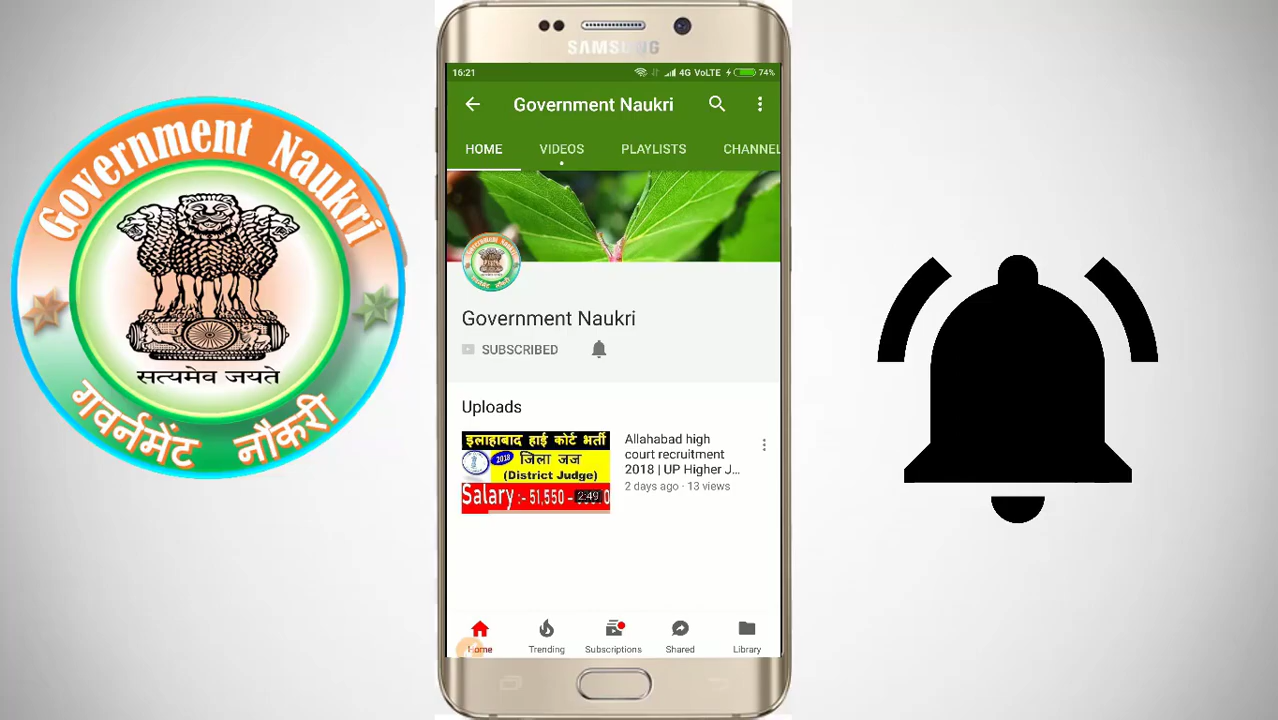 Government Naukri
सत्यमेव जयते
गवर्नमेंट नौकरी
SAMSUNG
16:21
4G VoLTE
74%
Government Naukri
HOME
VIDEOS
PLAYLISTS
CHANNEL
Government Naukri
SUBSCRIBED
Uploads
इलाहाबाद हाई कोर्ट भर्ती
2018
जिला जज
(District Judge)
Salary :- 51,550 –
2:49
Allahabad high
court recruitment
2018 | UP Higher J...
2 days ago · 13 views
Home
Trending
Subscriptions
Shared
Library